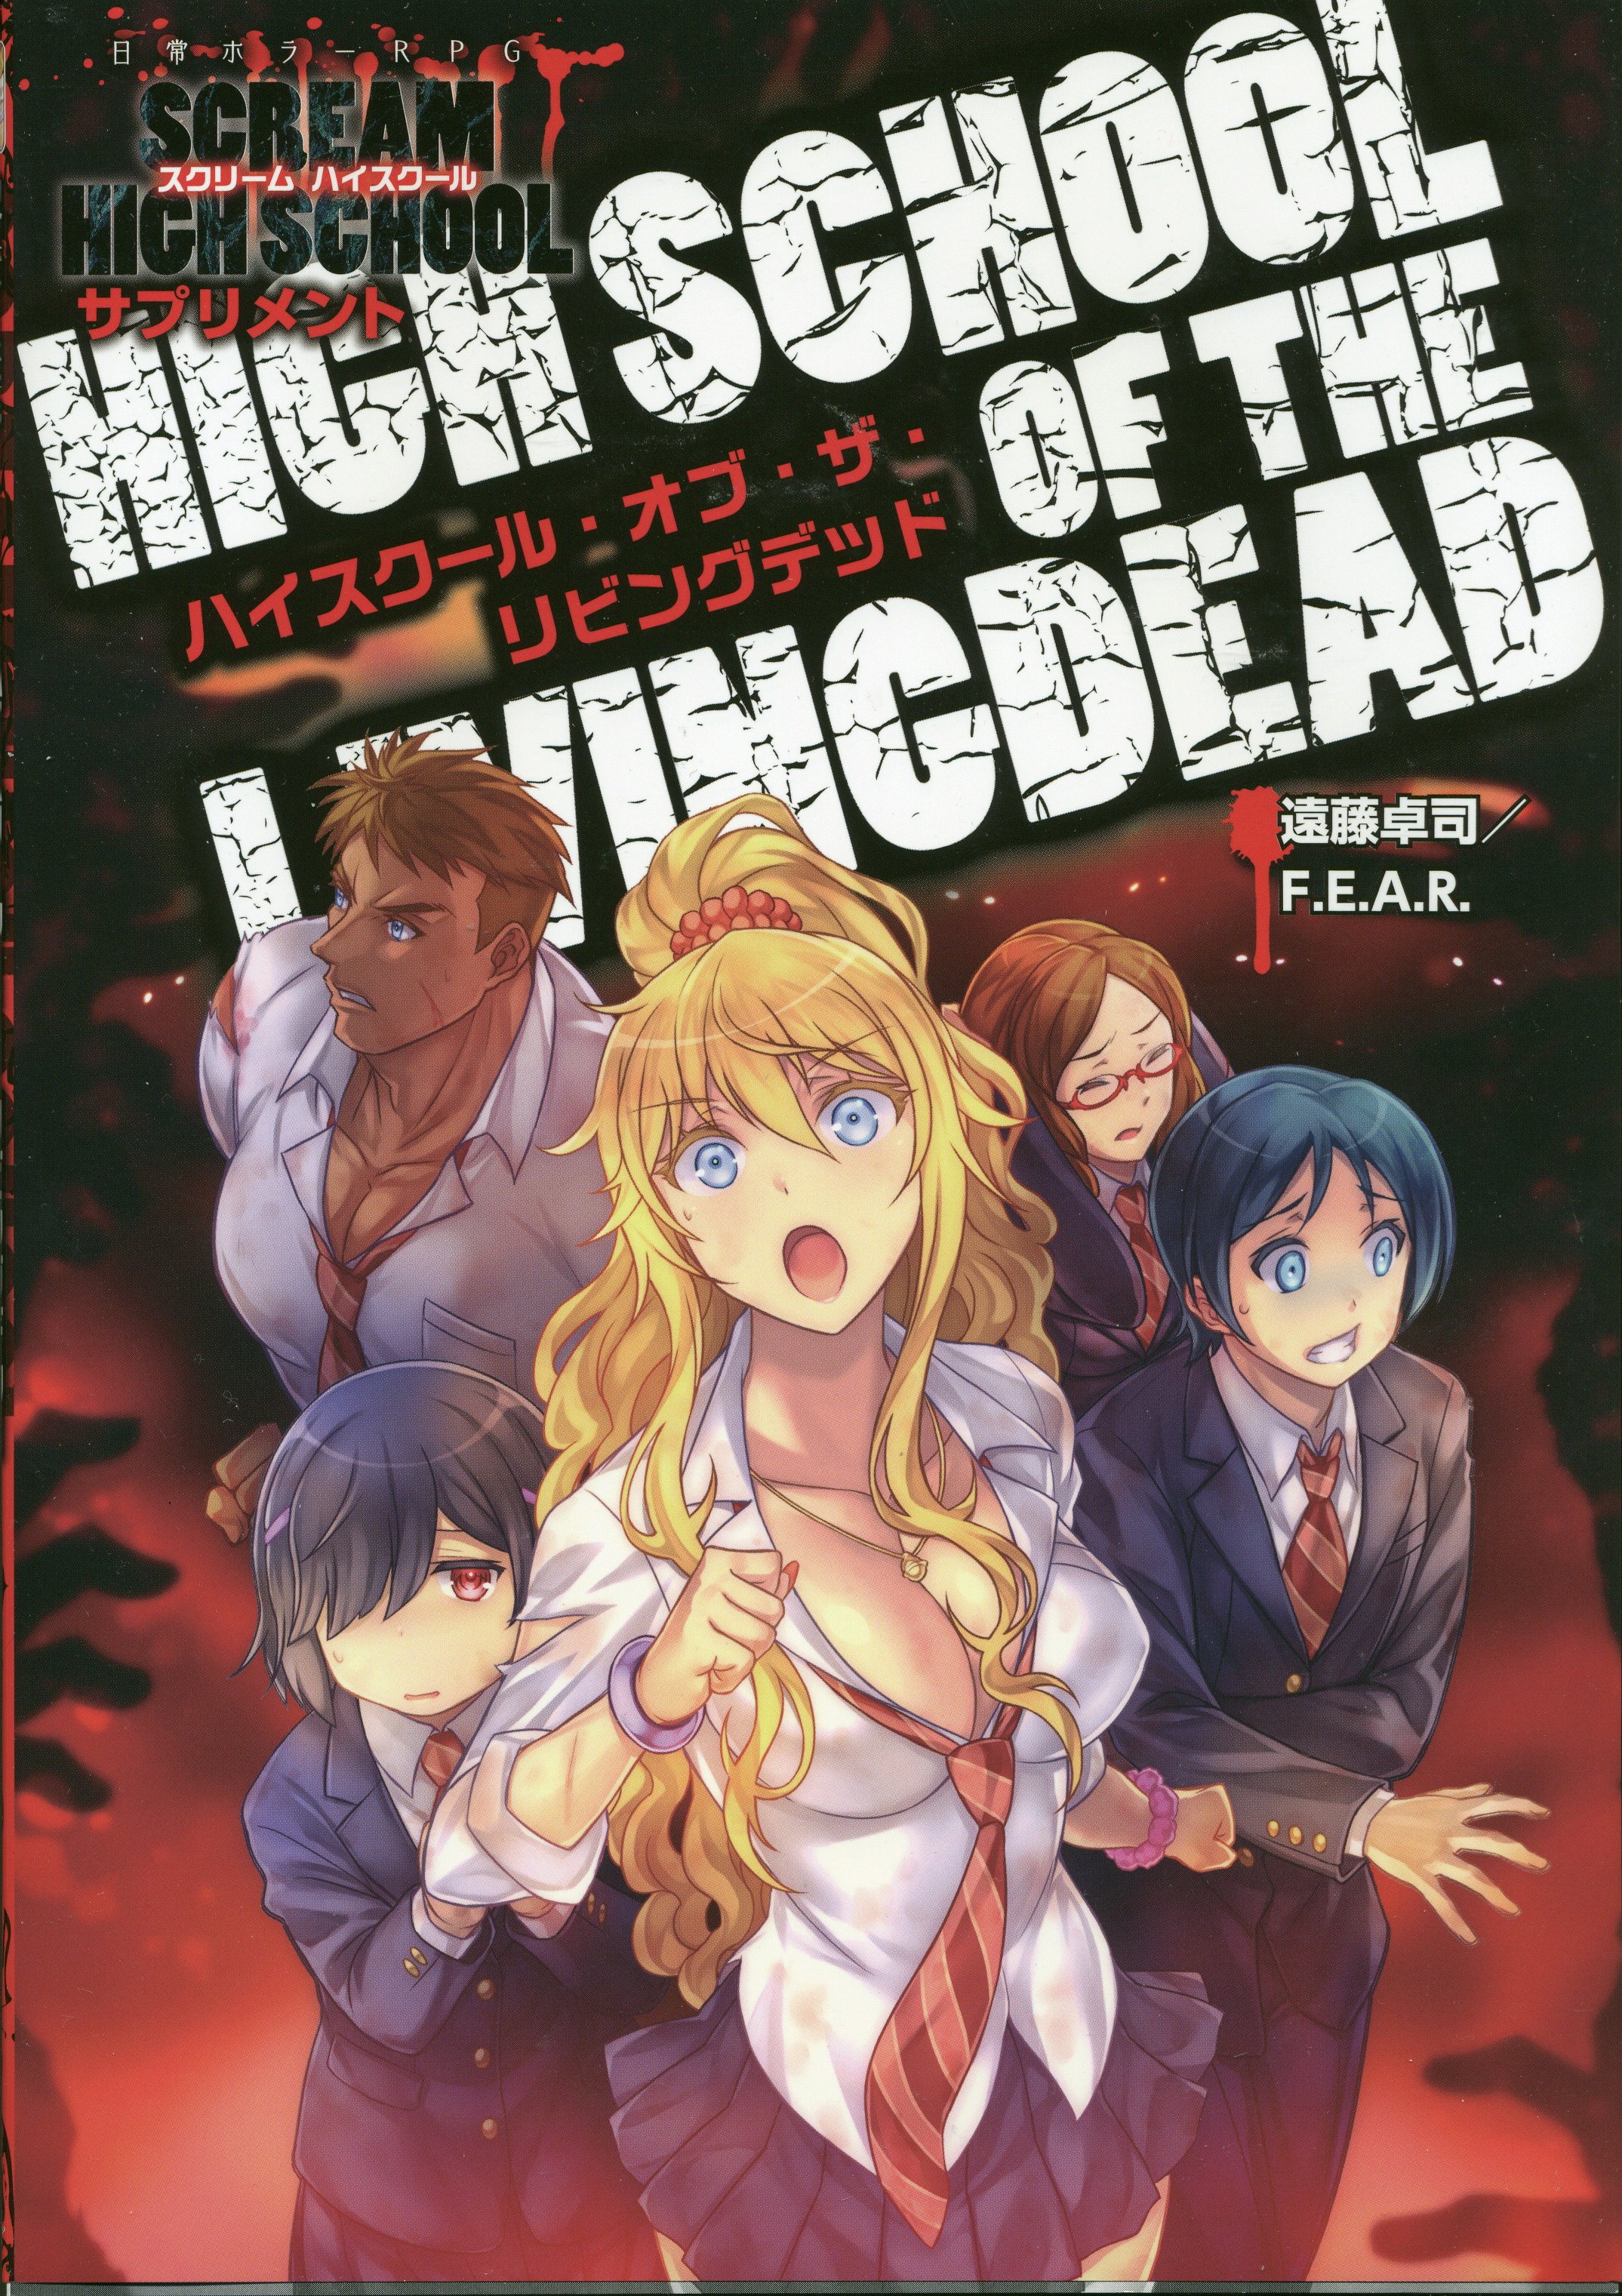 日常ホラーRPG
SCREAM
スクリーム ハイスクール
HIGH SCHOOL
サプリメント
HIGH SCHOOL
OF THE
ハイスクール・オブ・ザ・
リビングデッド
LIVING DEAD
遠藤卓司／
F.E.A.R.